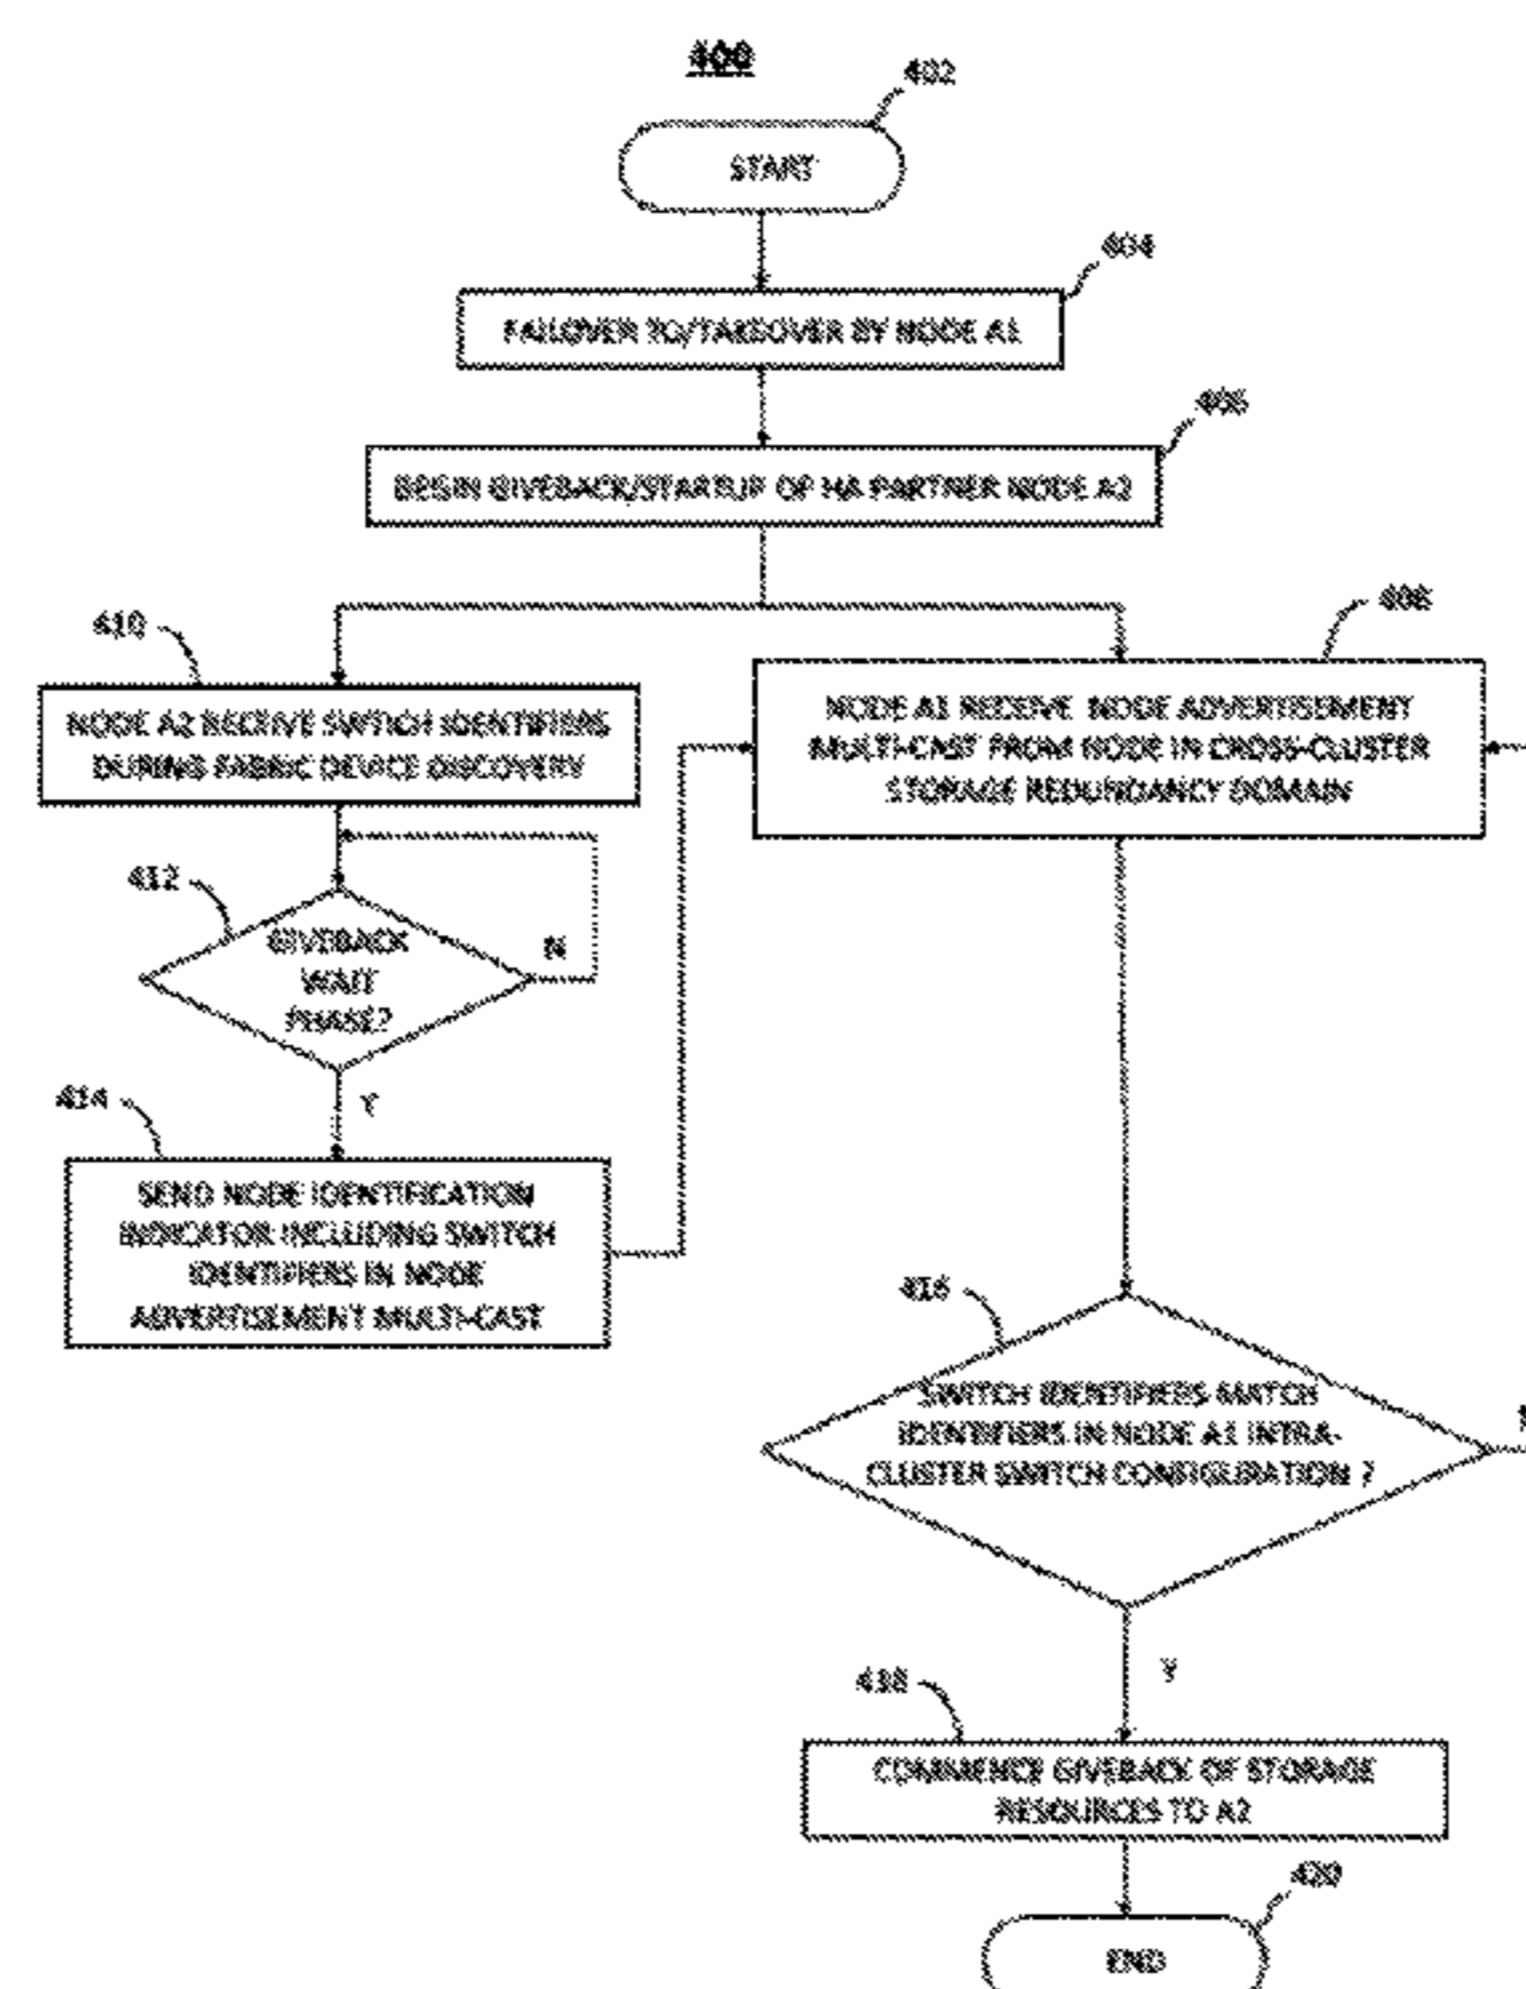 400
402
START
404
FAILOVER TO/TAKEOVER BY NODE A1
406
BEGIN GIVEBACK/STARTUP OF HA PARTNER NODE A2
410
NODE A2 RECEIVE SWITCH IDENTIFIERS
DURING FABRIC DEVICE DISCOVERY
408
NODE A1 RECEIVE NODE ADVERTISEMENT
MULTI-CAST FROM NODE IN CROSS-CLUSTER
STORAGE REDUNDANCY DOMAIN
412
GIVEBACK
WAIT
PHASE?
N
Y
414
SEND NODE IDENTIFICATION
INDICATOR INCLUDING SWITCH
IDENTIFIERS IN NODE
ADVERTISEMENT MULTI-CAST
416
SWITCH IDENTIFIERS MATCH
IDENTIFIERS IN NODE A1 INTRA-
CLUSTER SWITCH CONFIGURATION ?
Y
418
COMMENCE GIVEBACK OF STORAGE
RESOURCES TO A2
420
END